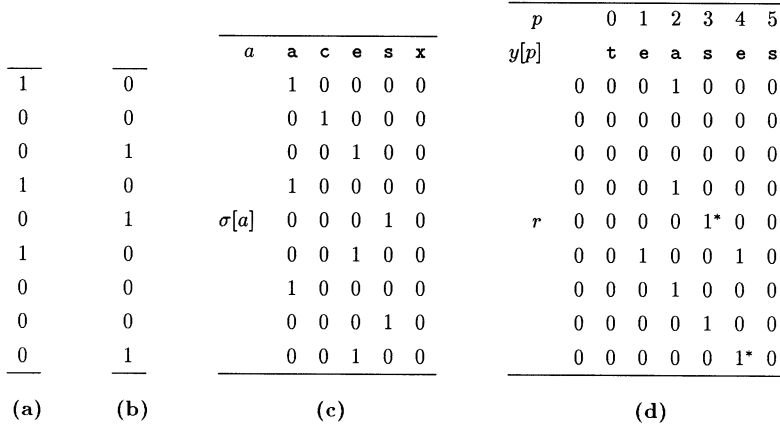 1
0
0
1
0
1
0
0
0
(a)
0
0
1
0
1
0
0
0
1
(b)
a a c e s x
1 0 0 0 0
0 1 0 0 0
0 0 1 0 0
1 0 0 0 0
σ[a] 0 0 0 1 0
0 0 1 0 0
1 0 0 0 0
0 0 0 1 0
0 0 1 0 0
(c)
p 0 1 2 3 4 5
y[p] t e a s e s
0 0 0 1 0 0 0
0 0 0 0 0 0 0
0 0 0 0 0 0 0
0 0 0 1 0 0 0
r 0 0 0 0 1* 0 0
0 0 1 0 0 1 0
0 0 0 1 0 0 0
0 0 0 0 1 0 0
0 0 0 0 0 1* 0
(d)